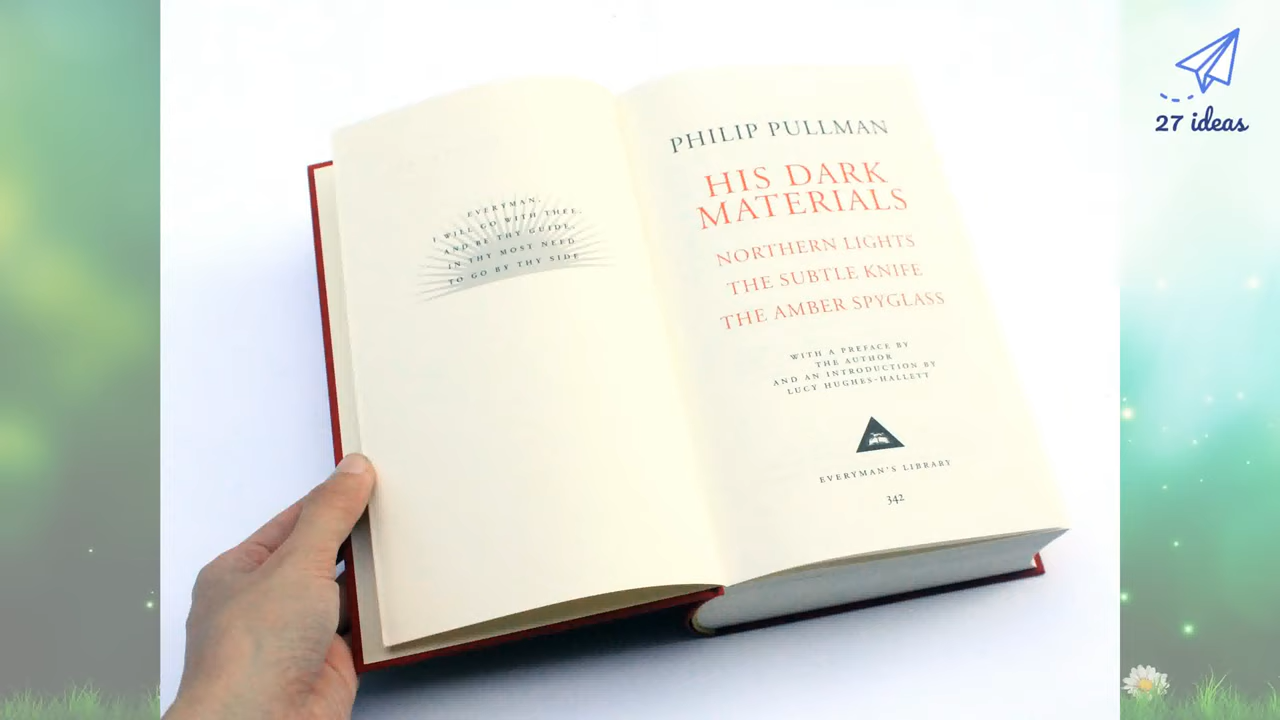 EVERYMAN,
I WILL GO WITH THEE,
AND BE THY GUIDE,
IN THY MOST NEED
TO GO BY THY SIDE
PHILIP PULLMAN
HIS DARK
MATERIALS
NORTHERN LIGHTS
THE SUBTLE KNIFE
THE AMBER SPYGLASS
WITH A PREFACE BY
THE AUTHOR
AND AN INTRODUCTION BY
LUCY HUGHES-HALLETT
EVERYMAN'S LIBRARY
342
27 ideas